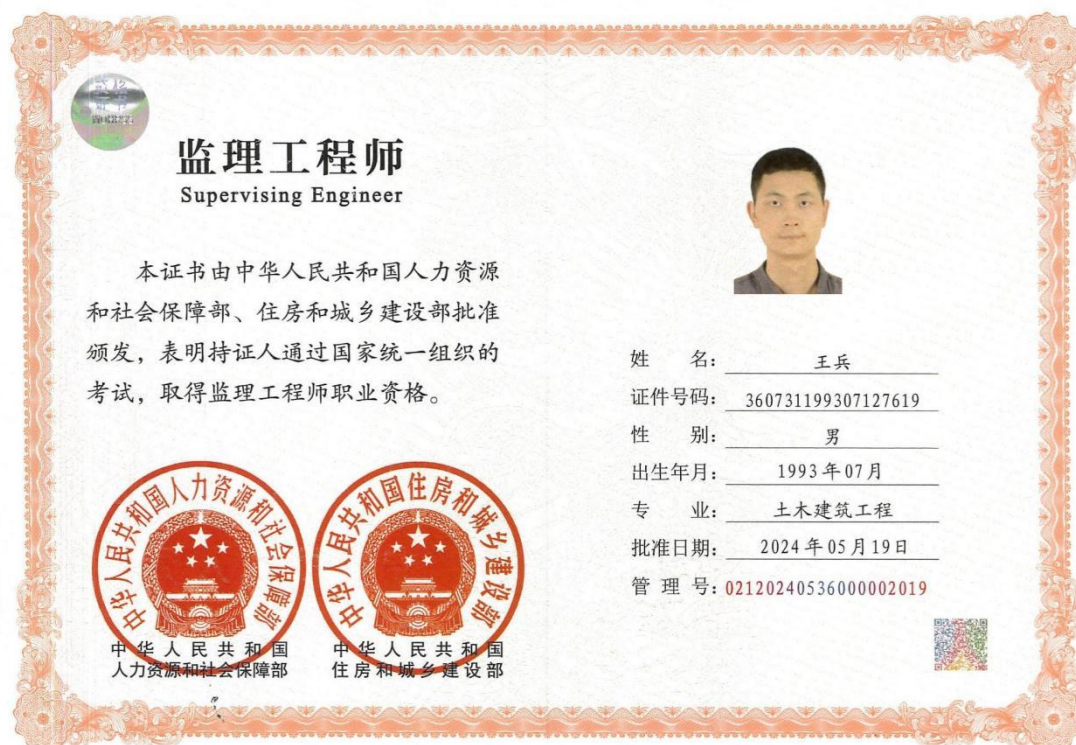 监理工程师
Supervising Engineer
本证书由中华人民共和国人力资源
和社会保障部、住房和城乡建设部批准
颁发，表明持证人通过国家统一组织的
考试，取得监理工程师职业资格。
中华人民共和国人力资源和社会保障部
中华人民共和国
人力资源和社会保障部
中华人民共和国住房和城乡建设部
中华人民共和国
住房和城乡建设部
姓 名：王兵
证件号码：360731199307127619
性 别：男
出生年月：1993年07月
专 业：土木建筑工程
批准日期：2024年05月19日
管 理 号：02120240536000002019